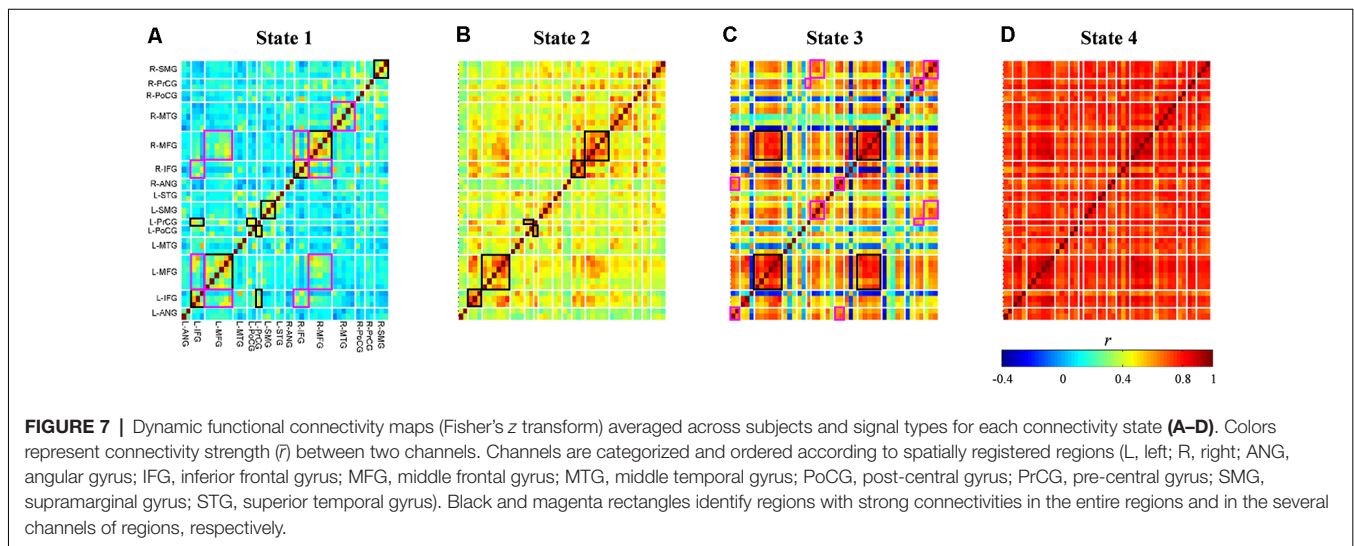 A State 1
B State 2
C State 3
D State 4
R-SMG
R-PrCG
R-PoCG
R-MTG
R-MFG
R-IFG
R-ANG
L-STG
L-SMG
L-PrCG
L-PoCG
L-MTG
L-MFG
L-IFG
L-ANG
L-ANG
L-IFG
L-MFG
L-MTG
L-PoCG
L-PrCG
L-SMG
L-STG
R-ANG
R-IFG
R-MFG
R-MTG
R-PoCG
R-PrCG
R-SMG
r
-0.4 0 0.4 0.8 1
FIGURE 7 | Dynamic functional connectivity maps (Fisher's z transform) averaged across subjects and signal types for each connectivity state (A–D). Colors
represent connectivity strength (r̅) between two channels. Channels are categorized and ordered according to spatially registered regions (L, left; R, right; ANG,
angular gyrus; IFG, inferior frontal gyrus; MFG, middle frontal gyrus; MTG, middle temporal gyrus; PoCG, post-central gyrus; PrCG, pre-central gyrus; SMG,
supramarginal gyrus; STG, superior temporal gyrus). Black and magenta rectangles identify regions with strong connectivities in the entire regions and in the several
channels of regions, respectively.